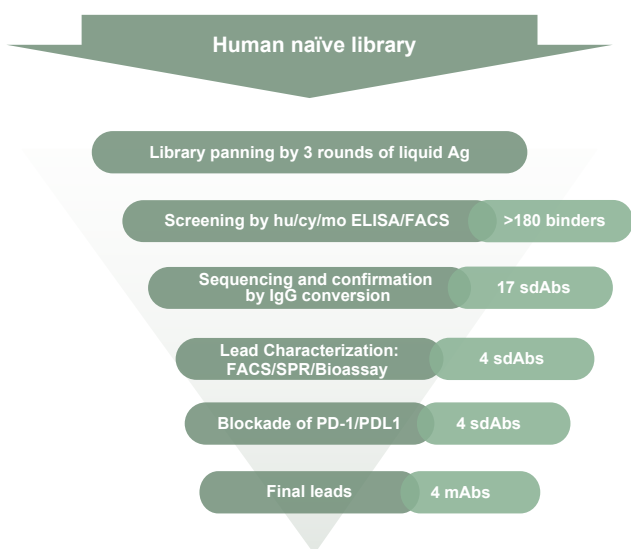 Human naïve library
Library panning by 3 rounds of liquid Ag
Screening by hu/cy/mo ELISA/FACS
>180 binders
Sequencing and confirmation
by IgG conversion
17 sdAbs
Lead Characterization:
FACS/SPR/Bioassay
4 sdAbs
Blockade of PD-1/PDL1
4 sdAbs
Final leads
4 mAbs